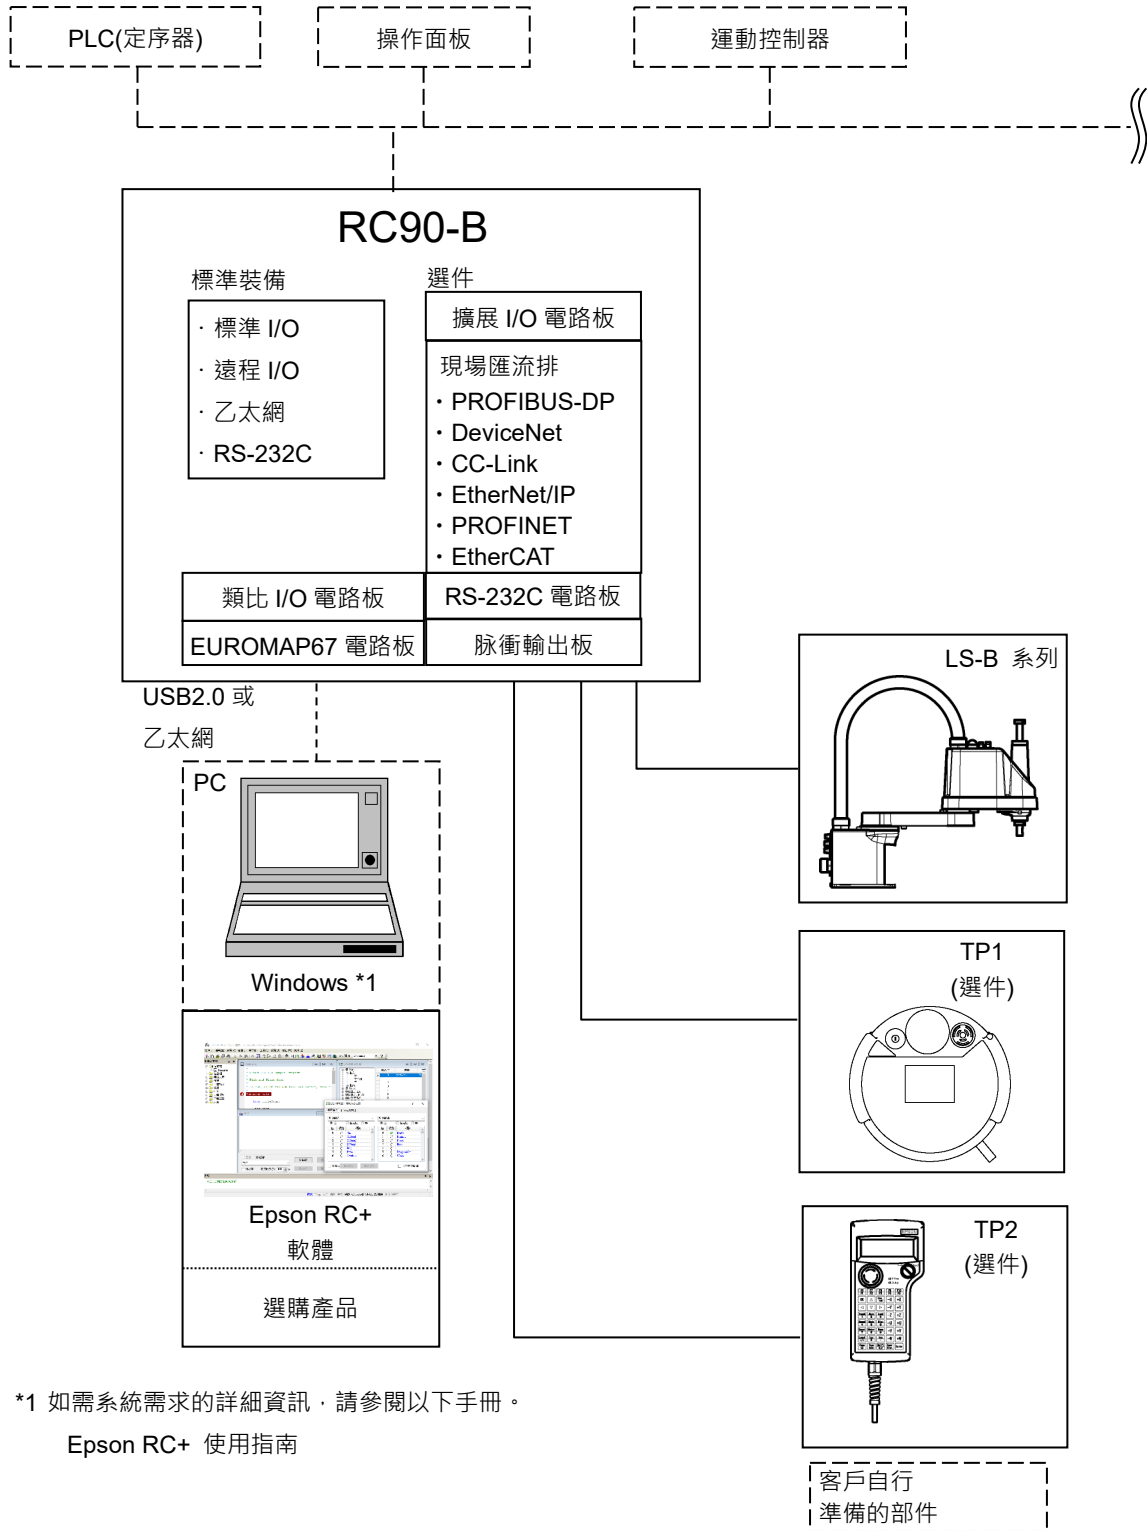 PLC(定序器)
操作面板
運動控制器
RC90-B
標準裝備
· 標準 I/O
· 遠程 I/O
· 乙太網
· RS-232C
選件
擴展 I/O 電路板
現場匯流排
・PROFIBUS-DP
・DeviceNet
・CC-Link
・EtherNet/IP
・PROFINET
・EtherCAT
類比 I/O 電路板
RS-232C 電路板
EUROMAP67 電路板
脉衝輸出板
USB2.0 或
乙太網
PC
Windows *1
Epson RC+
軟體
選購產品
LS-B 系列
TP1
(選件)
TP2
(選件)
*1 如需系統需求的詳細資訊，請參閱以下手冊。
Epson RC+ 使用指南
客戶自行
準備的部件